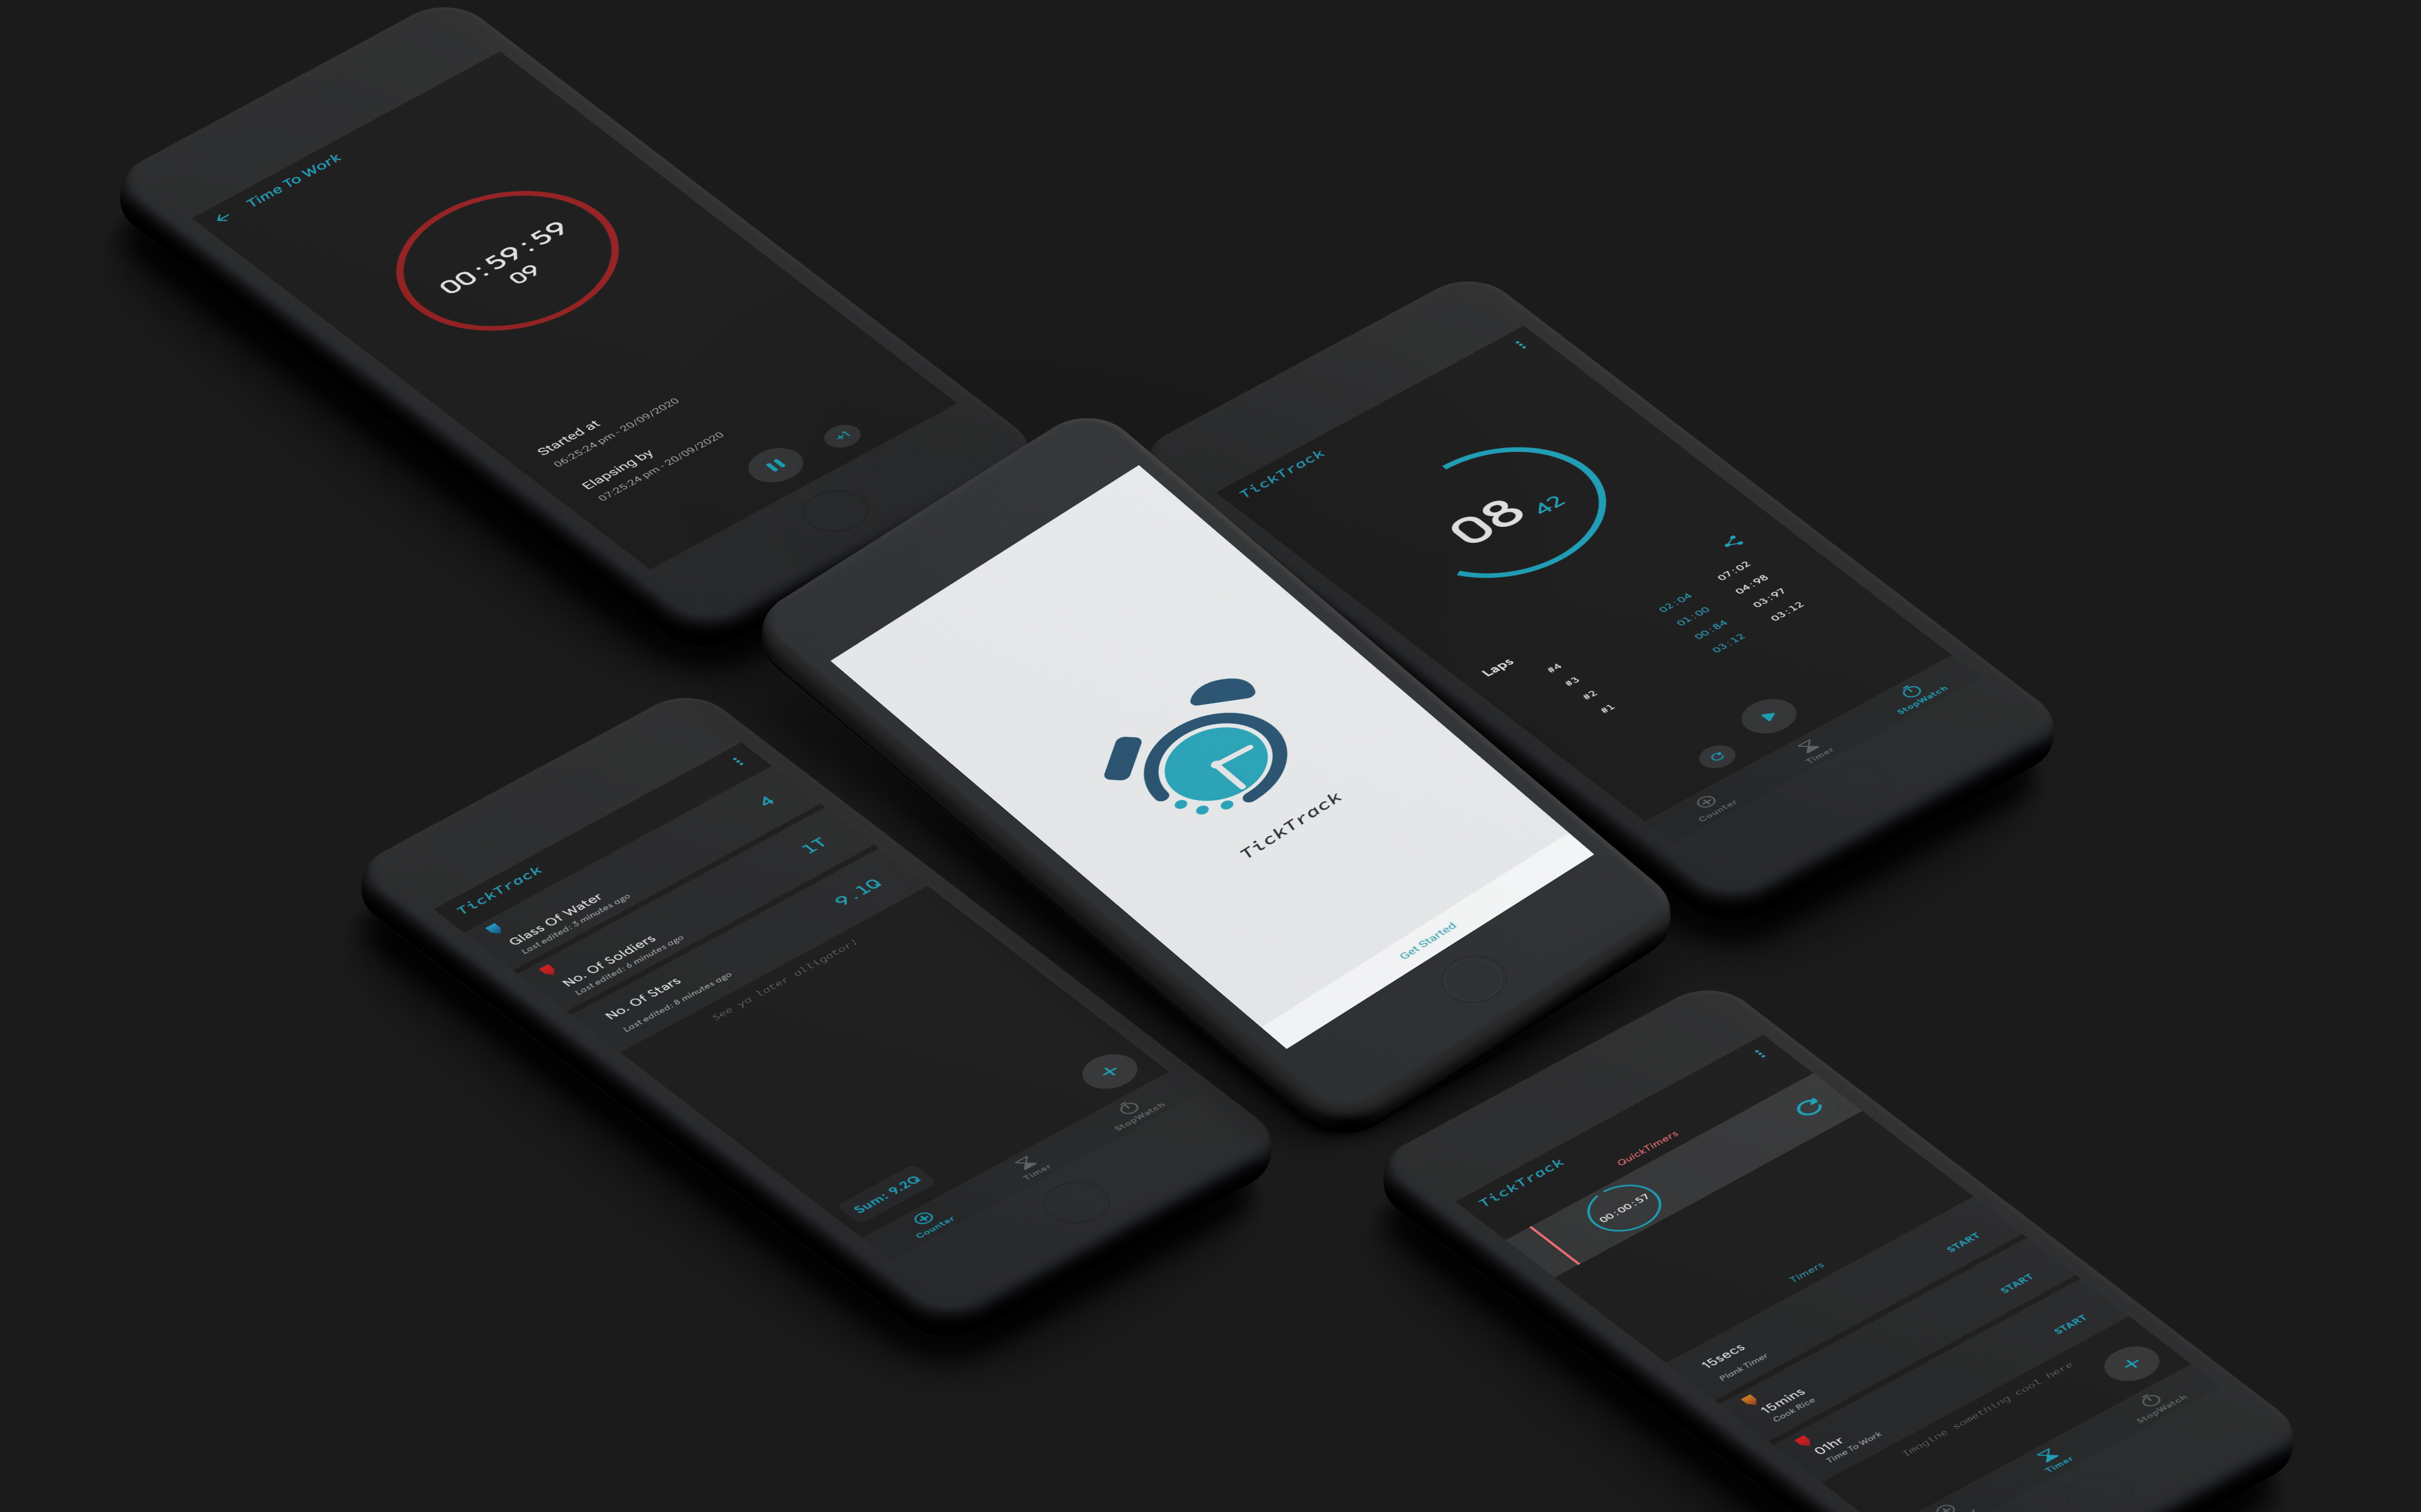 Time To Work
00:59:59
09
Started at
06:25:24 pm - 20/09/2020
Elapsing by
07:25:24 pm - 20/09/2020
+1
TickTrack
08 42
Laps
#4 02:04 07:02
#3 01:00 04:98
#2 00:84 03:97
#1 03:12 03:12
Counter
Timer
StopWatch
TickTrack
Get Started
TickTrack
Glass Of Water 4
Last edited: 3 minutes ago
No. Of Soldiers 1T
Last edited: 6 minutes ago
No. Of Stars 9.1Q
Last edited: 8 minutes ago
See ya later alligator!
Sum: 9.2Q
Counter
Timer
StopWatch
TickTrack
QuickTimers
00:00:57
Timers
15secs START
Plank Timer
15mins START
Cook Rice
01hr START
Time To Work
Imagine something cool here
Timer
StopWatch